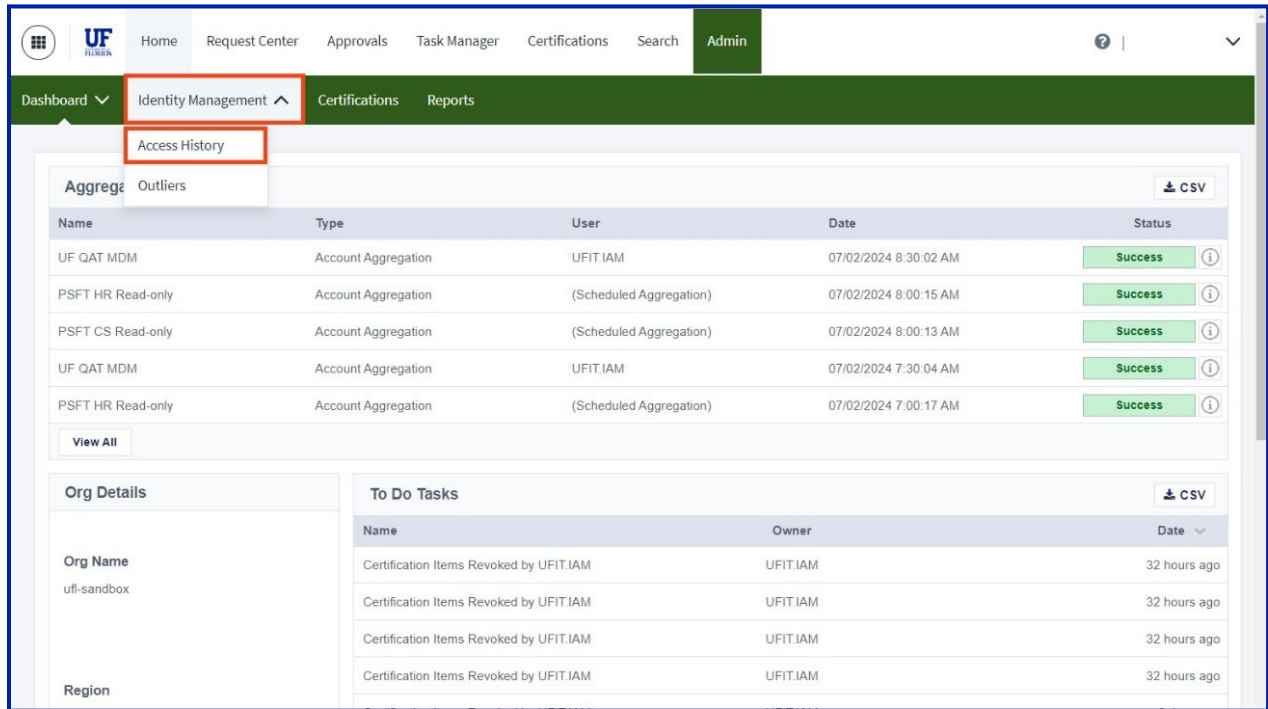 UF Home Request Center Approvals Task Manager Certifications Search Admin ? |
FLORIDA
Dashboard Identity Management Certifications Reports
Access History
Outliers
Aggrega CSV
Name Type User Date Status
UF QAT MDM Account Aggregation UFIT.IAM 07/02/2024 8:30:02 AM Success
PSFT HR Read-only Account Aggregation (Scheduled Aggregation) 07/02/2024 8:00:15 AM Success
PSFT CS Read-only Account Aggregation (Scheduled Aggregation) 07/02/2024 8:00:13 AM Success
UF QAT MDM Account Aggregation UFIT.IAM 07/02/2024 7:30:04 AM Success
PSFT HR Read-only Account Aggregation (Scheduled Aggregation) 07/02/2024 7:00:17 AM Success
View All
Org Details
Org Name
ufl-sandbox
Region
To Do Tasks CSV
Name Owner Date
Certification Items Revoked by UFIT.IAM UFIT.IAM 32 hours ago
Certification Items Revoked by UFIT.IAM UFIT.IAM 32 hours ago
Certification Items Revoked by UFIT.IAM UFIT.IAM 32 hours ago
Certification Items Revoked by UFIT.IAM UFIT.IAM 32 hours ago